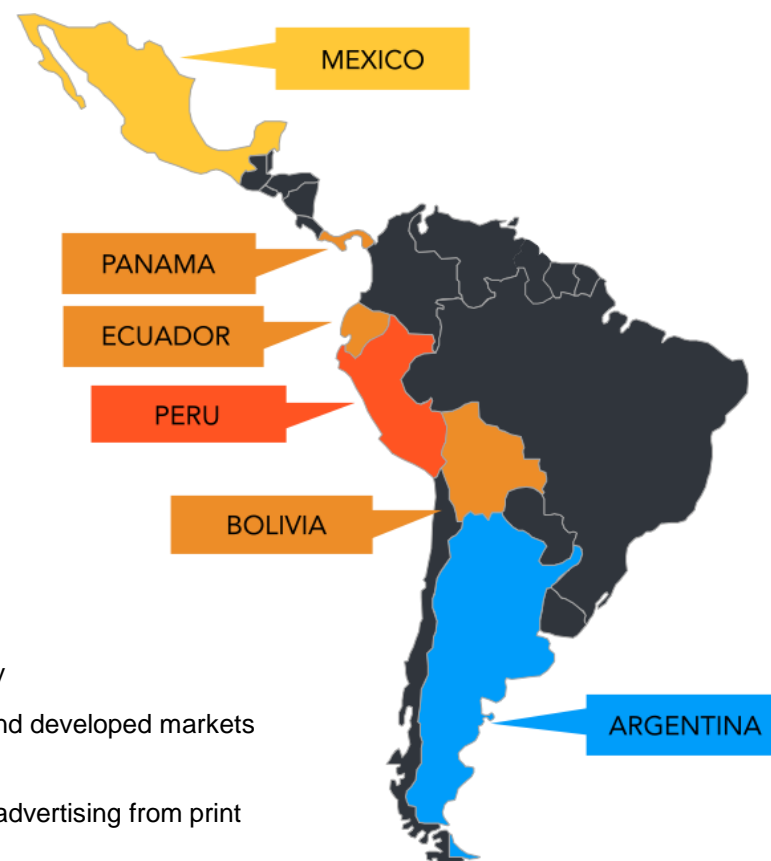 MEXICO
PANAMA
ECUADOR
PERU
BOLIVIA
nd developed markets
ARGENTINA
advertising from print